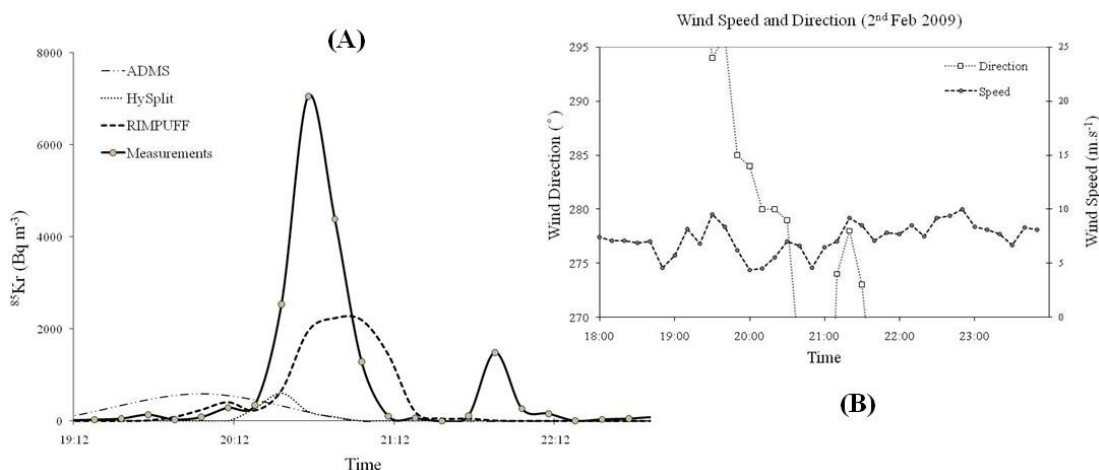 (A)
8000
6000
4000
2000
0
⁸⁵Kr (Bq m⁻³)
ADMS
HySplit
RIMPUFF
Measurements
19:12 20:12 21:12 22:12
Time
Wind Speed and Direction (2ⁿᵈ Feb 2009)
295
290
285
280
275
270
Wind Direction (°)
Direction
Speed
25
20
15
10
5
0
Wind Speed (m.s⁻¹)
18:00 19:00 20:00 21:00 22:00 23:00
Time
(B)